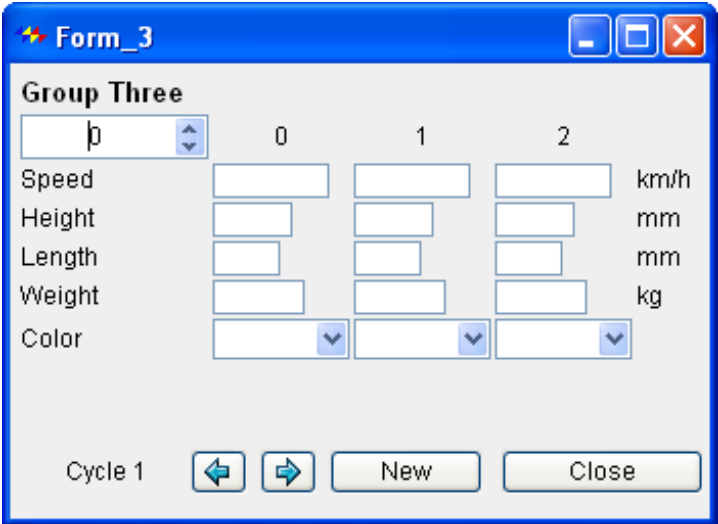 Form_3
Group Three
0 0 1 2
Speed km/h
Height mm
Length mm
Weight kg
Color
Cycle 1 New Close